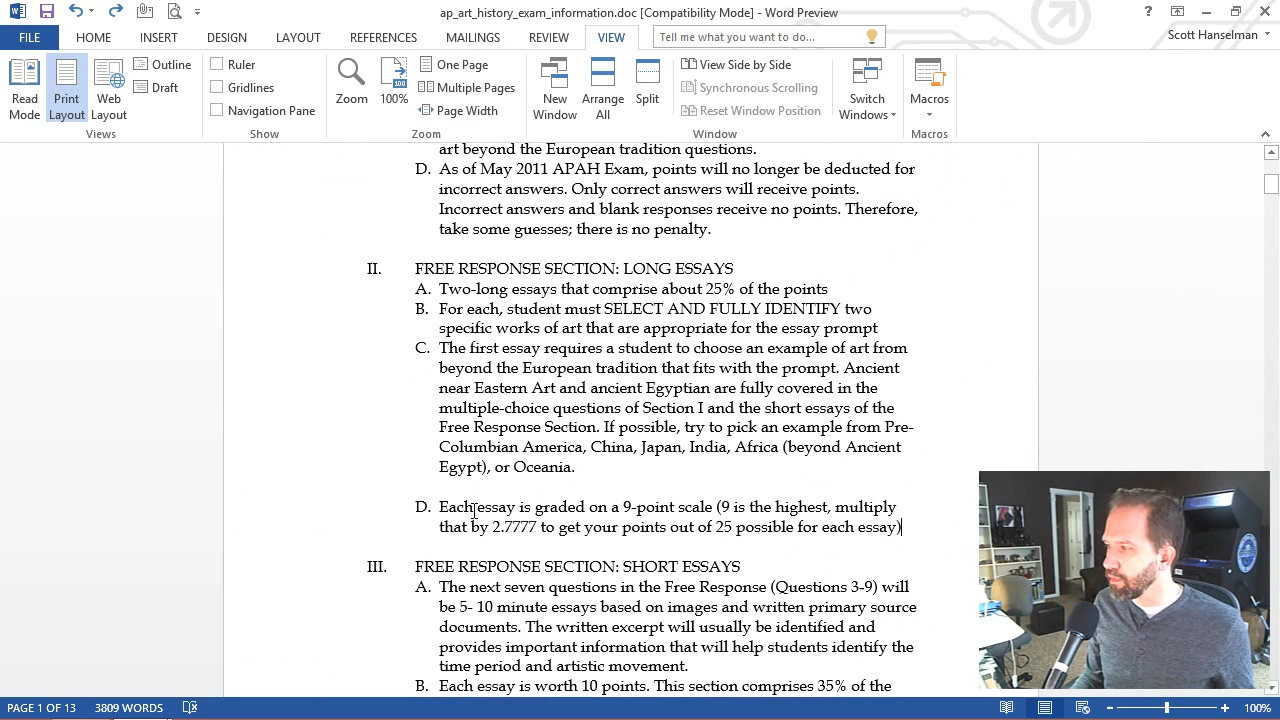 ap_art_history_exam_information.doc [Compatibility Mode] - Word Preview
?
FILE HOME INSERT DESIGN LAYOUT REFERENCES MAILINGS REVIEW VIEW Tell me what you want to do... Scott Hanselman
Read Mode
Print Layout
Web Layout
Outline
Draft
Views
Ruler
Gridlines
Navigation Pane
Show
Zoom
100%
One Page
Multiple Pages
Page Width
Zoom
New Window
Arrange All
Split
View Side by Side
Synchronous Scrolling
Reset Window Position
Window
Switch Windows
Macros
Macros
art beyond the European tradition questions.
D. As of May 2011 APAH Exam, points will no longer be deducted for
incorrect answers. Only correct answers will receive points.
Incorrect answers and blank responses receive no points. Therefore,
take some guesses; there is no penalty.
II. FREE RESPONSE SECTION: LONG ESSAYS
A. Two-long essays that comprise about 25% of the points
B. For each, student must SELECT AND FULLY IDENTIFY two
specific works of art that are appropriate for the essay prompt
C. The first essay requires a student to choose an example of art from
beyond the European tradition that fits with the prompt. Ancient
near Eastern Art and ancient Egyptian are fully covered in the
multiple-choice questions of Section I and the short essays of the
Free Response Section. If possible, try to pick an example from Pre-
Columbian America, China, Japan, India, Africa (beyond Ancient
Egypt), or Oceania.
D. Each essay is graded on a 9-point scale (9 is the highest, multiply
that by 2.7777 to get your points out of 25 possible for each essay)
III. FREE RESPONSE SECTION: SHORT ESSAYS
A. The next seven questions in the Free Response (Questions 3-9) will
be 5- 10 minute essays based on images and written primary source
documents. The written excerpt will usually be identified and
provides important information that will help students identify the
time period and artistic movement.
B. Each essay is worth 10 points. This section comprises 35% of the
PAGE 1 OF 13 3809 WORDS 100%